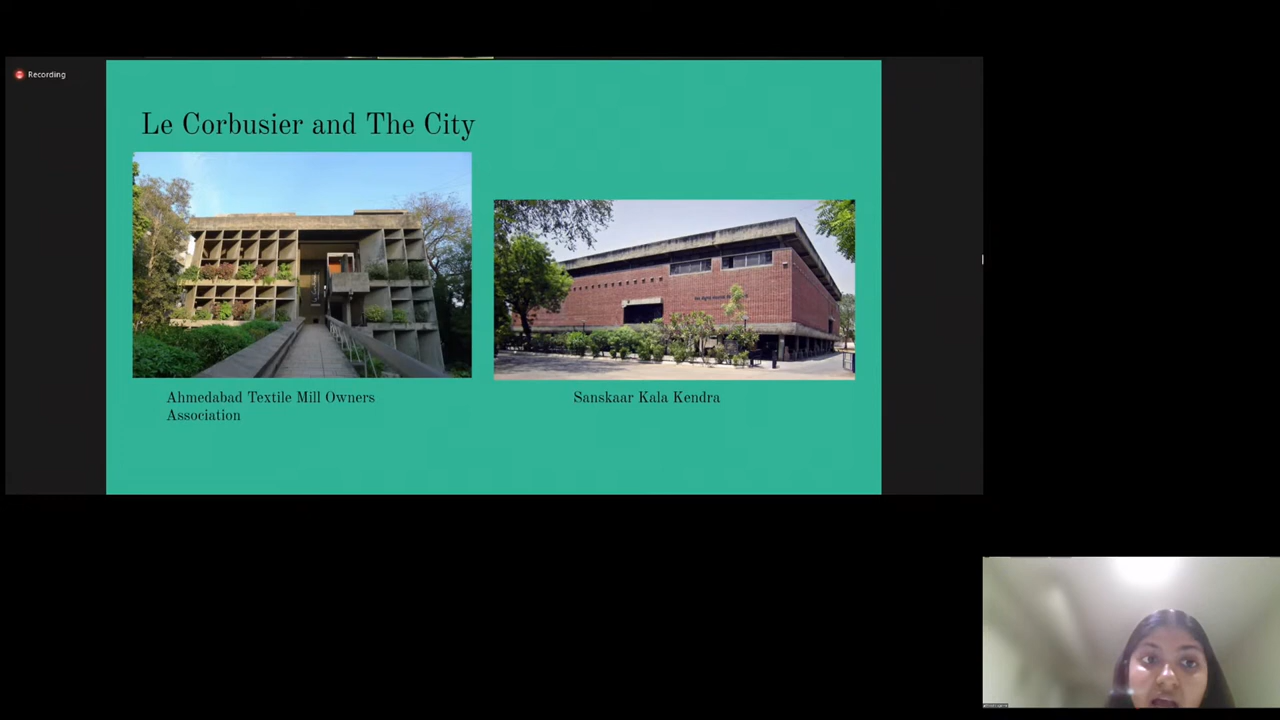 Recording
Le Corbusier and The City
Ahmedabad Textile Mill Owners
Association
Sanskaar Kala Kendra